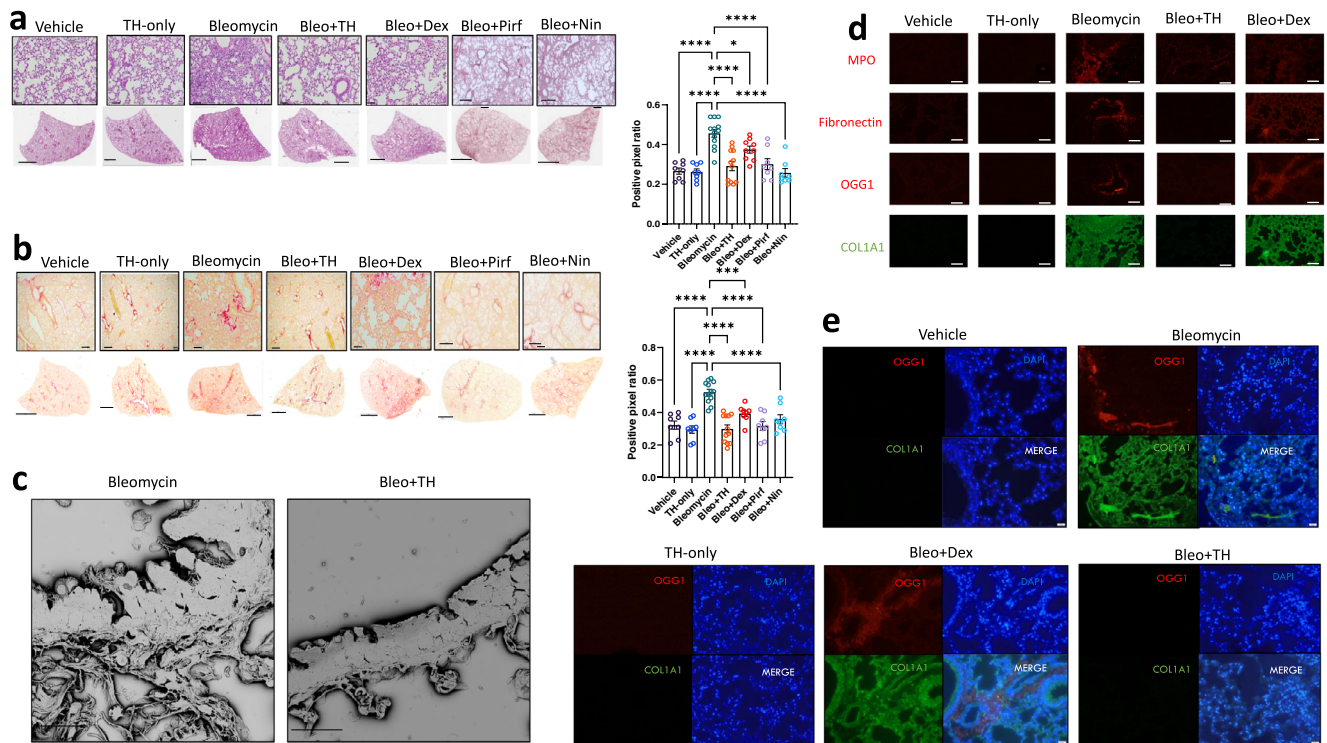 a
Vehicle TH-only Bleomycin Bleo+TH Bleo+Dex Bleo+Pirf Bleo+Nin
**** 
**** *
****
**** ****
Positive pixel ratio
0.6
0.4
0.2
0.0
Vehicle
TH-only
Bleomycin
Bleo+TH
Bleo+Dex
Bleo+Pirf
Bleo+Nin
b
Vehicle TH-only Bleomycin Bleo+TH Bleo+Dex Bleo+Pirf Bleo+Nin
***
**** ****
****
**** ****
Positive pixel ratio
0.8
0.6
0.4
0.2
0.0
Vehicle
TH-only
Bleomycin
Bleo+TH
Bleo+Dex
Bleo+Pirf
Bleo+Nin
c
Bleomycin Bleo+TH
d
Vehicle TH-only Bleomycin Bleo+TH Bleo+Dex
MPO
Fibronectin
OGG1
COL1A1
e
Vehicle Bleomycin
OGG1 DAPI OGG1 DAPI
COL1A1 MERGE COL1A1 MERGE
TH-only Bleo+Dex Bleo+TH
OGG1 DAPI OGG1 DAPI OGG1 DAPI
COL1A1 MERGE COL1A1 MERGE COL1A1 MERGE